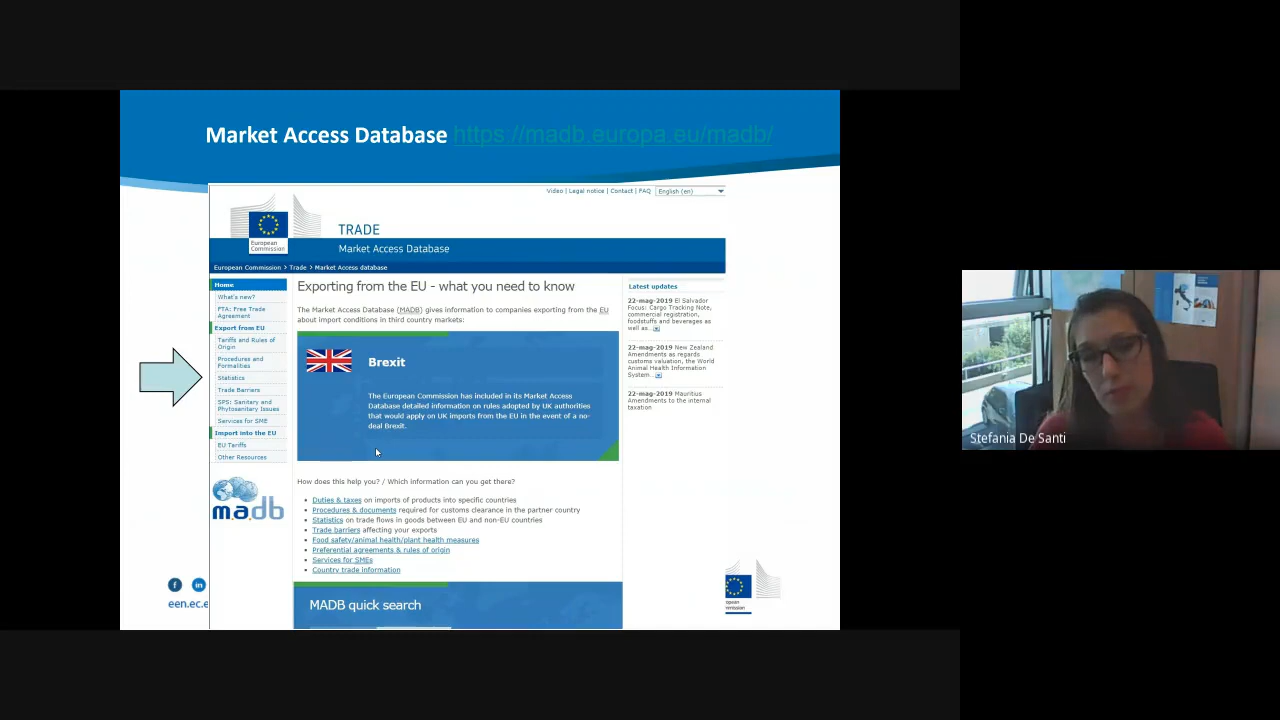 Market Access Database https://madb.europa.eu/madb/
Video | Legal notice | Contact | FAQ English (en)
European
Commission
TRADE
Market Access Database
European Commission > Trade > Market Access database
Home
What's new?
FTA: Free Trade
Agreement
Export from EU
Tariffs and Rules of
Origin
Procedures and
Formalities
Statistics
Trade Barriers
SPS: Sanitary and
Phytosanitary Issues
Services for SME
Import into the EU
EU Tariffs
Other Resources
madb
Exporting from the EU - what you need to know
The Market Access Database (MADB) gives information to companies exporting from the EU
about import conditions in third country markets:
Brexit
The European Commission has included in its Market Access
Database detailed information on rules adopted by UK authorities
that would apply on UK imports from the EU in the event of a no-
deal Brexit.
How does this help you? / Which information can you get there?
Duties & taxes on imports of products into specific countries
Procedures & documents required for customs clearance in the partner country
Statistics on trade flows in goods between EU and non-EU countries
Trade barriers affecting your exports
Food safety/animal health/plant health measures
Preferential agreements & rules of origin
Services for SMEs
Country trade information
MADB quick search
Latest updates
22-mag-2019 El Salvador
Focus: Cargo Tracking Note,
commercial registration,
foodstuffs and beverages as
well as...
22-mag-2019 New Zealand
Amendments as regards
customs valuation, the World
Animal Health Information
System...
22-mag-2019 Mauritius
Amendments to the internal
taxation
f in
een.ec.e
Stefania De Santi